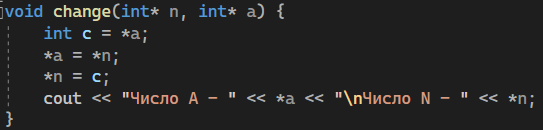 void change(int* n, int* a) {
int c = *a;
*a = *n;
*n = c;
cout << "Число A - " << *a << "\nЧисло N - " << *n;
}